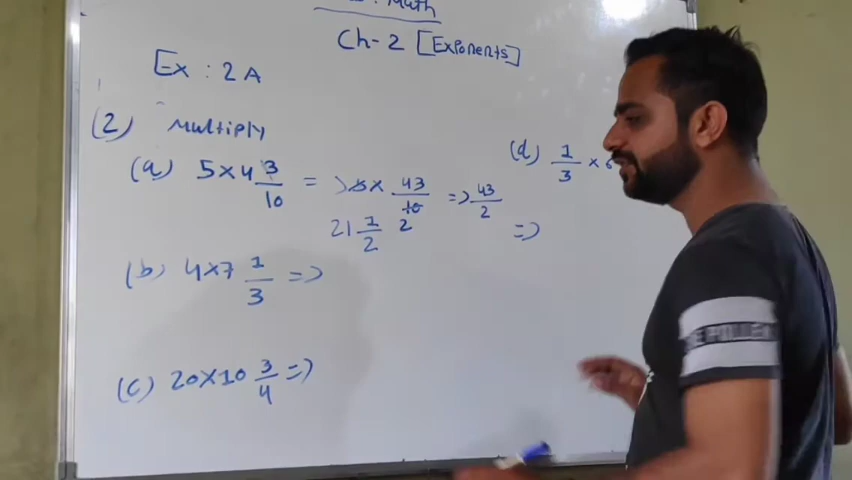 Math
Ch-2 [Exponents]
Ex : 2A
(2) Multiply
(a) 5×4 3/10 = ⇒ 5× 43/10 ⇒ 43/2
2
21 1/2
(b) 4×7 1/3 ⇒
(c) 20×10 3/4 ⇒
(d) 1/3 ×
⇒